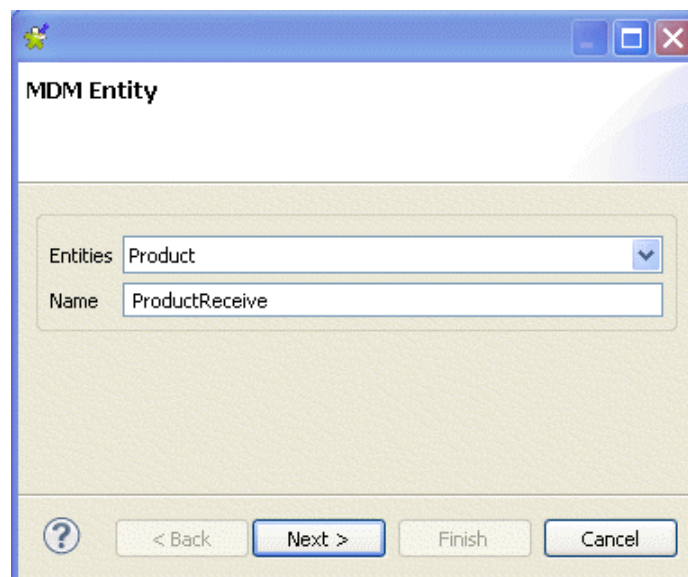 MDM Entity
Entities Product
Name ProductReceive
? < Back Next > Finish Cancel